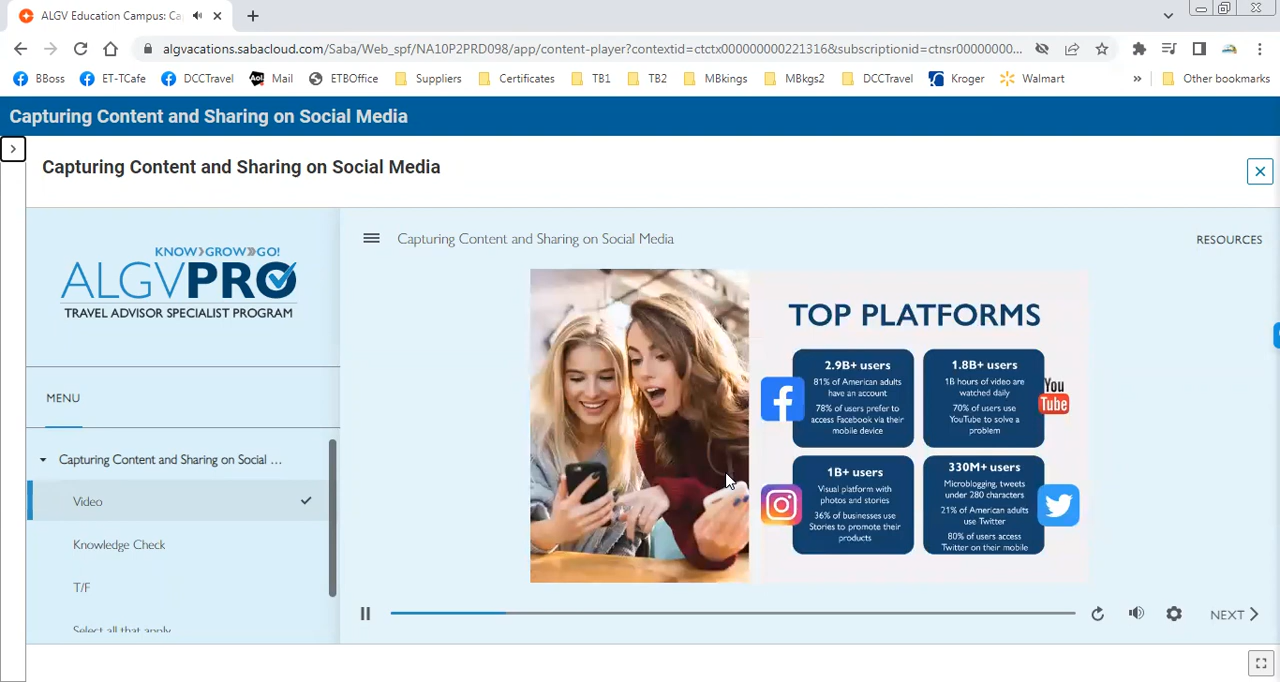 ALGV Education Campus: Ca
algvacations.sabacloud.com/Saba/Web_spf/NA10P2PRD098/app/content-player?contextid=ctctx000000000221316&subscriptionid=ctnsr00000000...
BBoss ET-TCafe DCCTravel Aol. Mail ETBOffice Suppliers Certificates TB1 TB2 MBkings MBkgs2 DCCTravel Kroger Walmart » Other bookmarks
Capturing Content and Sharing on Social Media
Capturing Content and Sharing on Social Media
KNOW>GROW>GO!
ALGVPRO
TRAVEL ADVISOR SPECIALIST PROGRAM
MENU
Capturing Content and Sharing on Social ...
Video
Knowledge Check
T/F
Select all that apply
Capturing Content and Sharing on Social Media
RESOURCES
TOP PLATFORMS
2.9B+ users
81% of American adults
have an account
78% of users prefer to
access Facebook via their
mobile device
1.8B+ users
1B hours of video are
watched daily
70% of users use
YouTube to solve a
problem
You
Tube
1B+ users
Visual platform with
photos and stories
36% of businesses use
Stories to promote their
products
330M+ users
Microblogging, tweets
under 280 characters
21% of American adults
use Twitter
80% of users access
Twitter on their mobile
NEXT